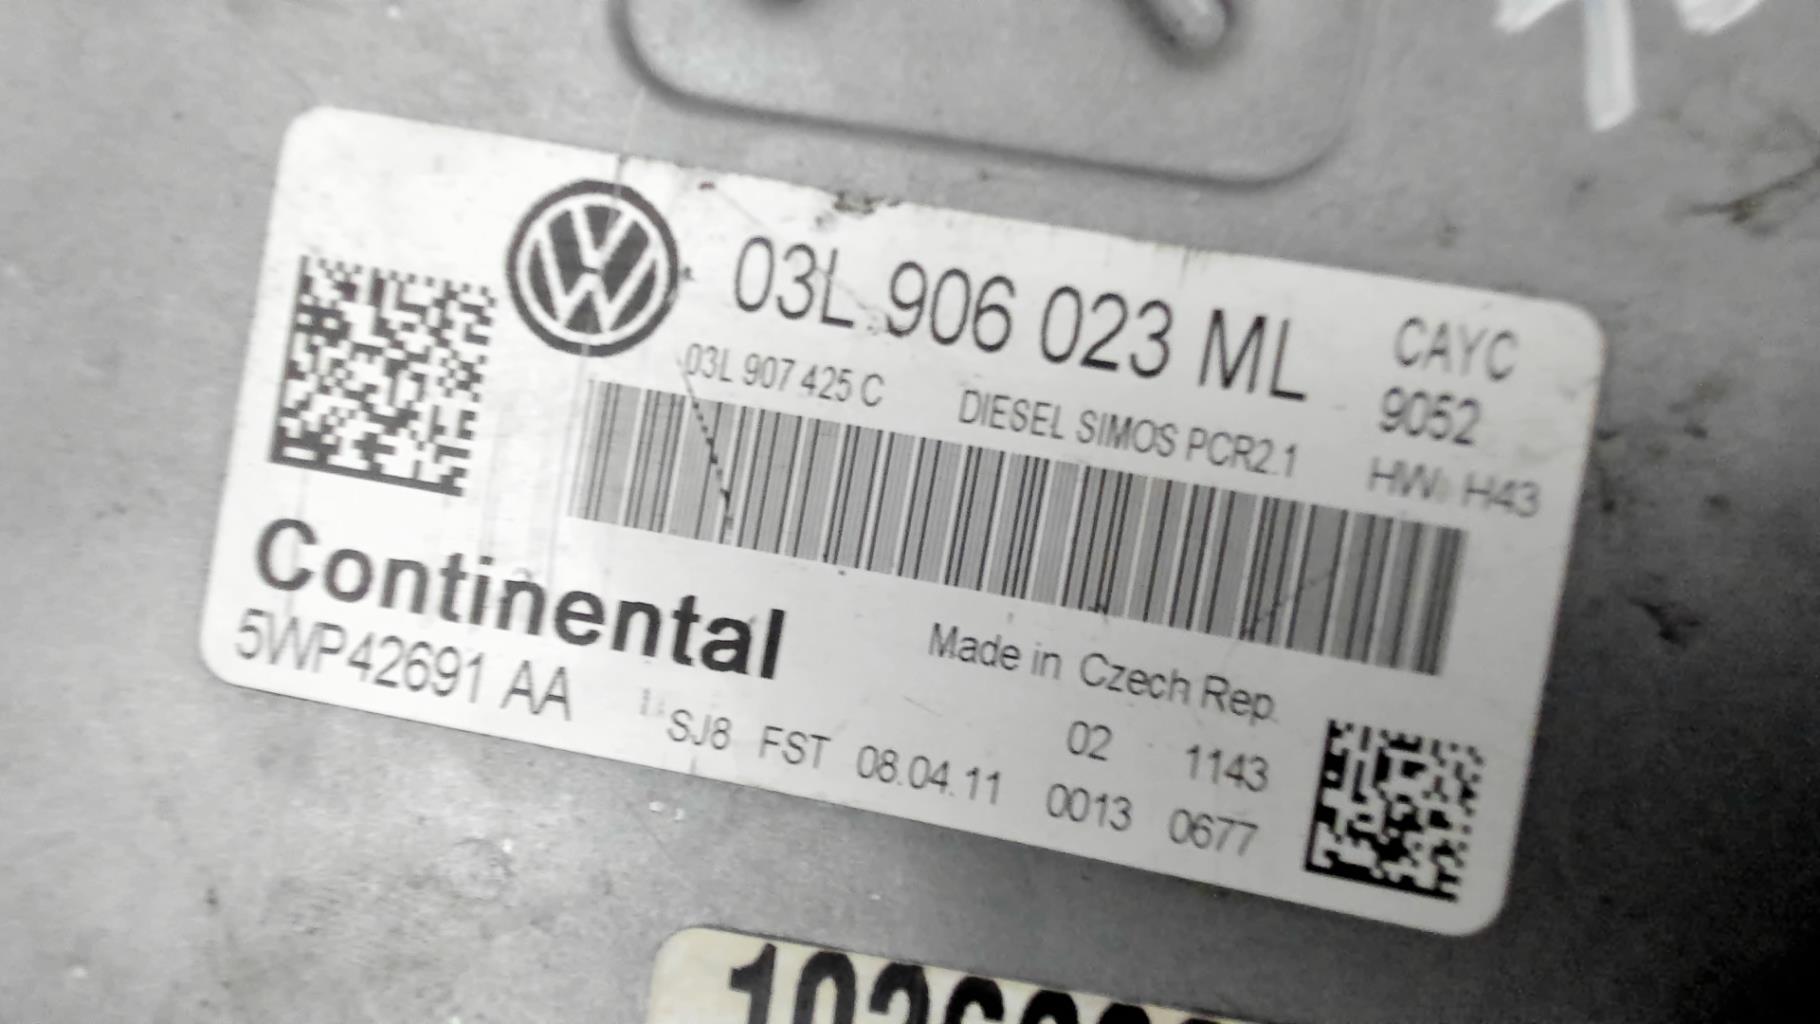 03L 906 023 ML
CAYC
9052
03L 907 425 C
DIESEL SIMOS PCR2.1
HW H43
Continental
5WP42691 AA
Made in Czech Rep.
02 1143
SJ8 FST 08.04.11
0013 0677